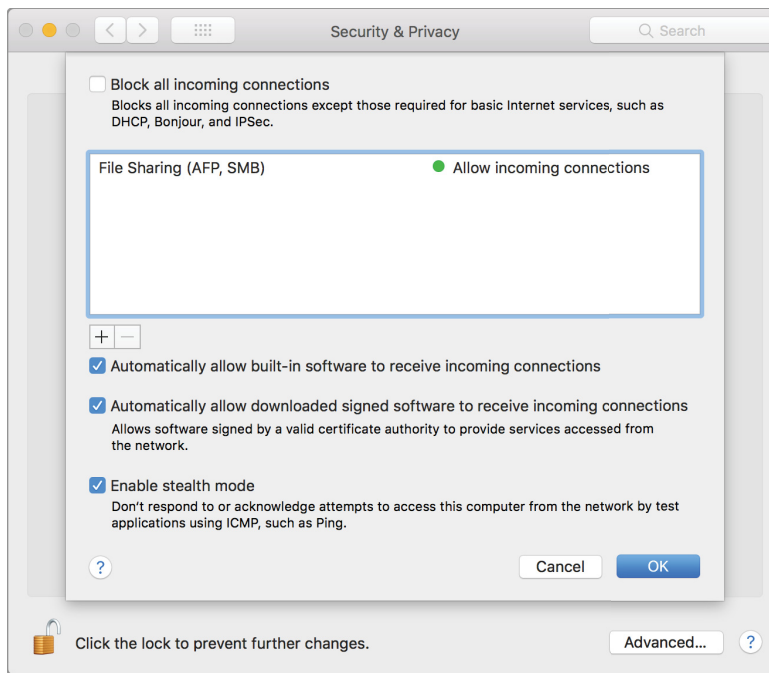 Security & Privacy
Search
Block all incoming connections
Blocks all incoming connections except those required for basic Internet services, such as
DHCP, Bonjour, and IPSec.
File Sharing (AFP, SMB)
Allow incoming connections
+ −
Automatically allow built-in software to receive incoming connections
Automatically allow downloaded signed software to receive incoming connections
Allows software signed by a valid certificate authority to provide services accessed from
the network.
Enable stealth mode
Don't respond to or acknowledge attempts to access this computer from the network by test
applications using ICMP, such as Ping.
?
Cancel
OK
Click the lock to prevent further changes.
Advanced...
?